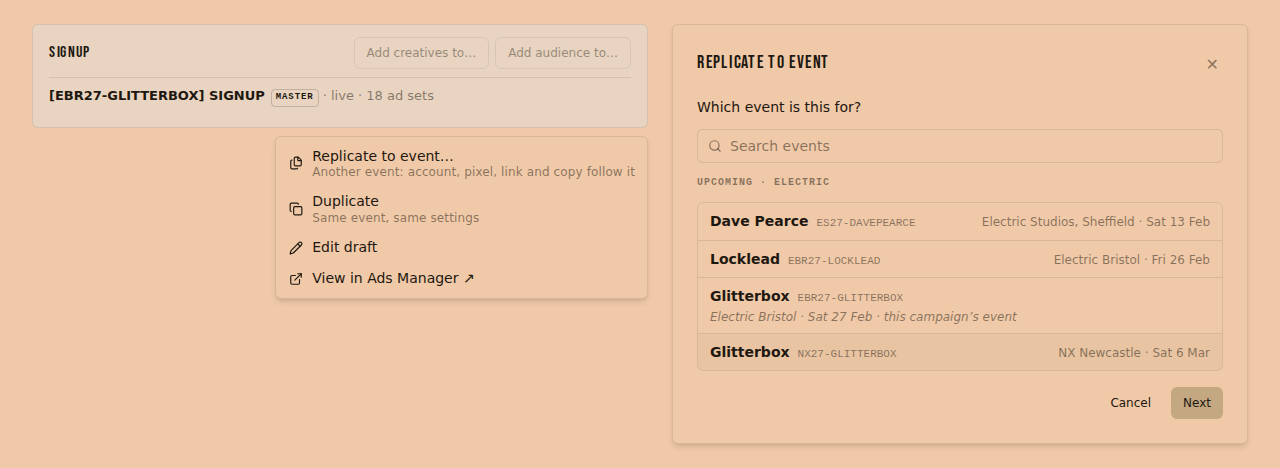 SIGNUP
Add creatives to…
Add audience to…
[EBR27-GLITTERBOX] SIGNUP MASTER · live · 18 ad sets
Replicate to event…
Another event: account, pixel, link and copy follow it
Duplicate
Same event, same settings
Edit draft
View in Ads Manager ↗
REPLICATE TO EVENT
Which event is this for?
Search events
UPCOMING · ELECTRIC
Dave Pearce ES27-DAVEPEARCE Electric Studios, Sheffield · Sat 13 Feb
Locklead EBR27-LOCKLEAD Electric Bristol · Fri 26 Feb
Glitterbox EBR27-GLITTERBOX
Electric Bristol · Sat 27 Feb · this campaign’s event
Glitterbox NX27-GLITTERBOX NX Newcastle · Sat 6 Mar
Cancel
Next